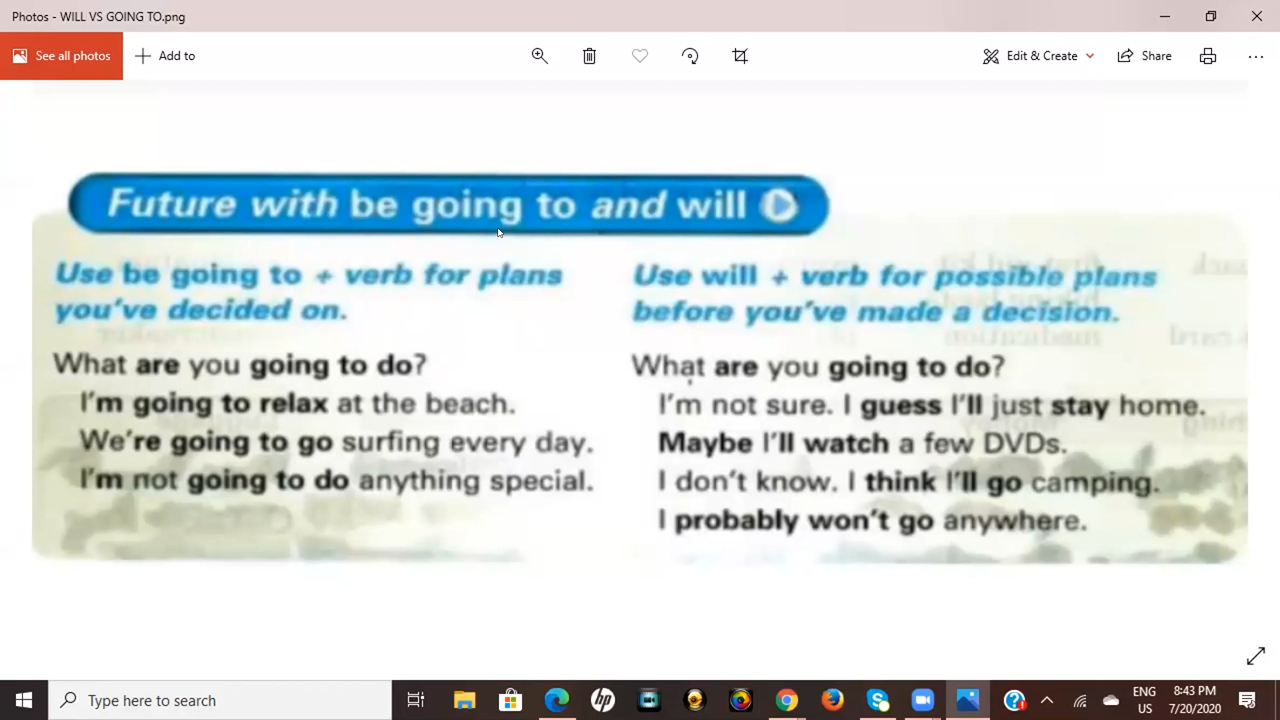 Photos - WILL VS GOING TO.png
See all photos
Add to
Edit & Create
Share
Future with be going to and will
Use be going to + verb for plans
you've decided on.
What are you going to do?
I'm going to relax at the beach.
We're going to go surfing every day.
I'm not going to do anything special.
Use will + verb for possible plans
before you've made a decision.
What are you going to do?
I'm not sure. I guess I'll just stay home.
Maybe I'll watch a few DVDs.
I don't know. I think I'll go camping.
I probably won't go anywhere.
Type here to search
hp
ENG
US
8:43 PM
7/20/2020